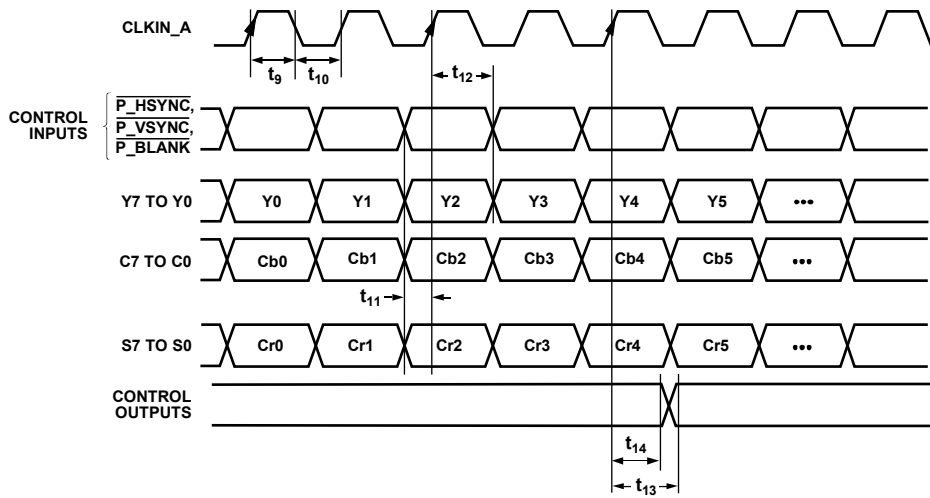 CLKIN_A
t9 t10 t12
CONTROL
INPUTS
P_HSYNC,
P_VSYNC,
P_BLANK
Y7 TO Y0 Y0 Y1 Y2 Y3 Y4 Y5 •••
C7 TO C0 Cb0 Cb1 Cb2 Cb3 Cb4 Cb5 •••
t11
S7 TO S0 Cr0 Cr1 Cr2 Cr3 Cr4 Cr5 •••
CONTROL
OUTPUTS
t14
t13